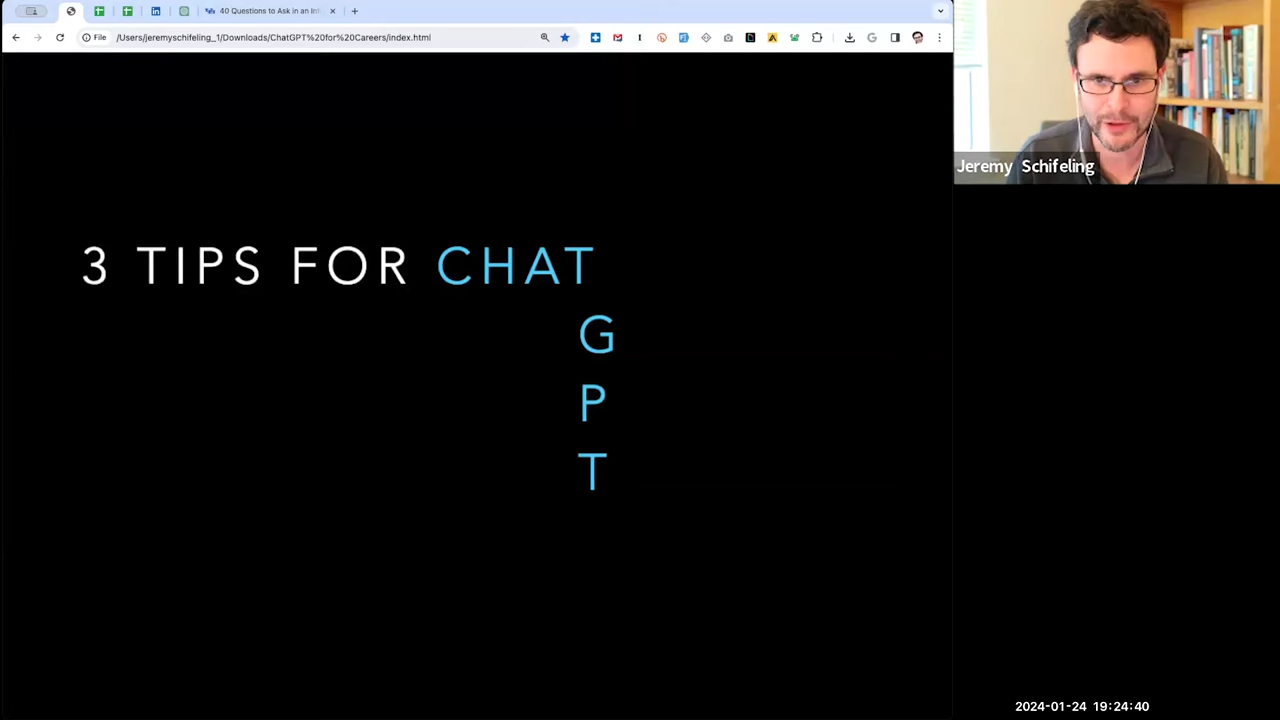 40 Questions to Ask in an Int
File
/Users/jeremyschifeling_1/Downloads/ChatGPT%20for%20Careers/index.html
3 TIPS FOR CHAT
G
P
T
Jeremy Schifeling
2024-01-24 19:24:40